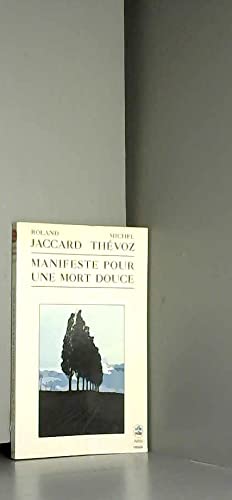 ROLAND MICHEL
JACCARD THÉVOZ
MANIFESTE POUR
UNE MORT DOUCE